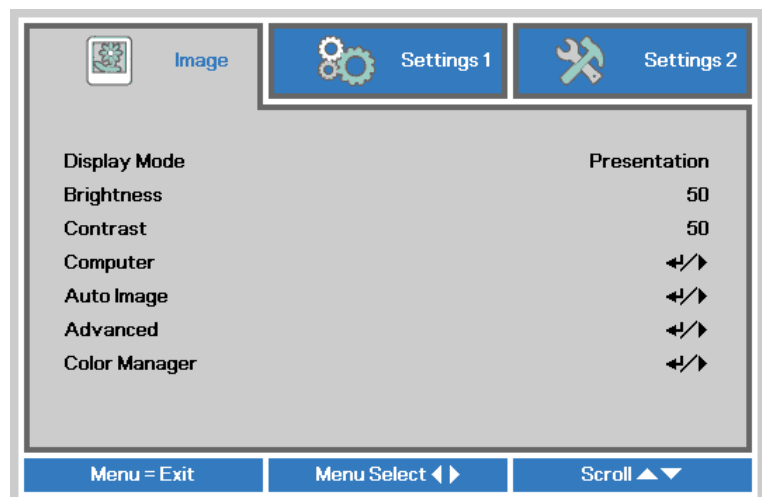 Image
Settings 1
Settings 2
Display Mode Presentation
Brightness 50
Contrast 50
Computer ↵/▶
Auto Image ↵/▶
Advanced ↵/▶
Color Manager ↵/▶
Menu = Exit
Menu Select ◀▶
Scroll ▲▼